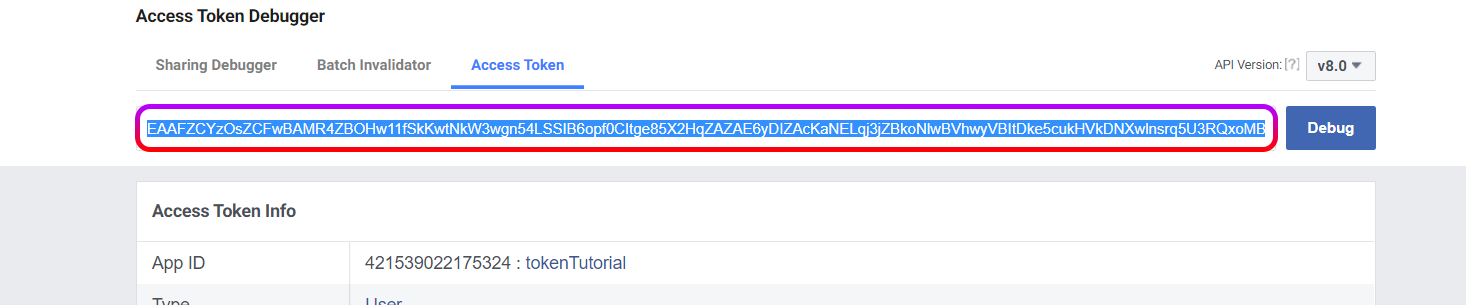 Access Token Debugger
Sharing Debugger Batch Invalidator Access Token API Version: [?] v8.0
EAAFZCYzOsZCFwBAMR4ZBOHw11fSkKwtNkW3wgn54LSSIB6opf0CItge85X2HqZAZAE6yDIZAcKaNELqj3jZBkoNlwBVhwyVBItDke5cukHVkDNXwlnsrq5U3RQxoMB Debug
Access Token Info
App ID 421539022175324 : tokenTutorial
Type User